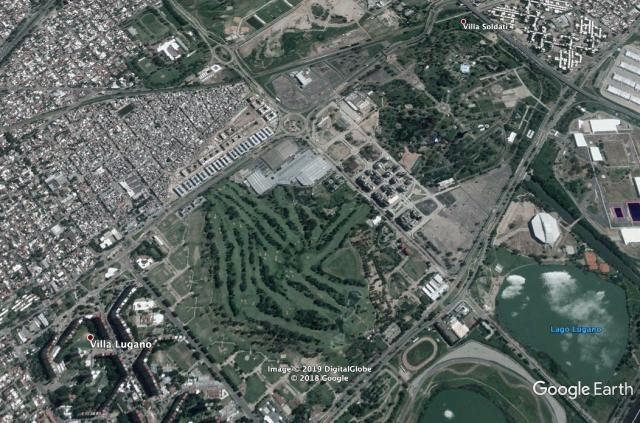 Villa Soldati
Lago Lugano
Villa Lugano
Image © 2019 DigitalGlobe
© 2018 Google
Google Earth